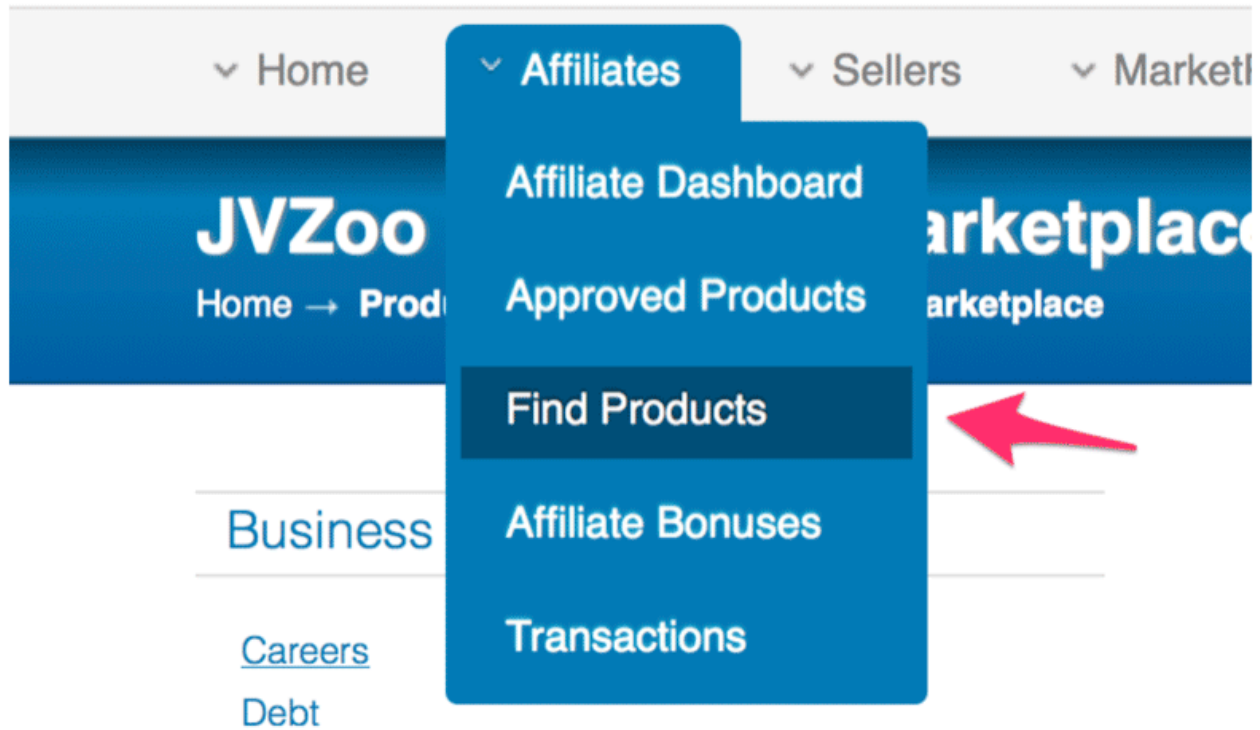 Home Affiliates Sellers
Affiliate Dashboard
JVZoo
Home → 
Approved Products
Find Products
Business
Affiliate Bonuses
Careers
Transactions
Debt